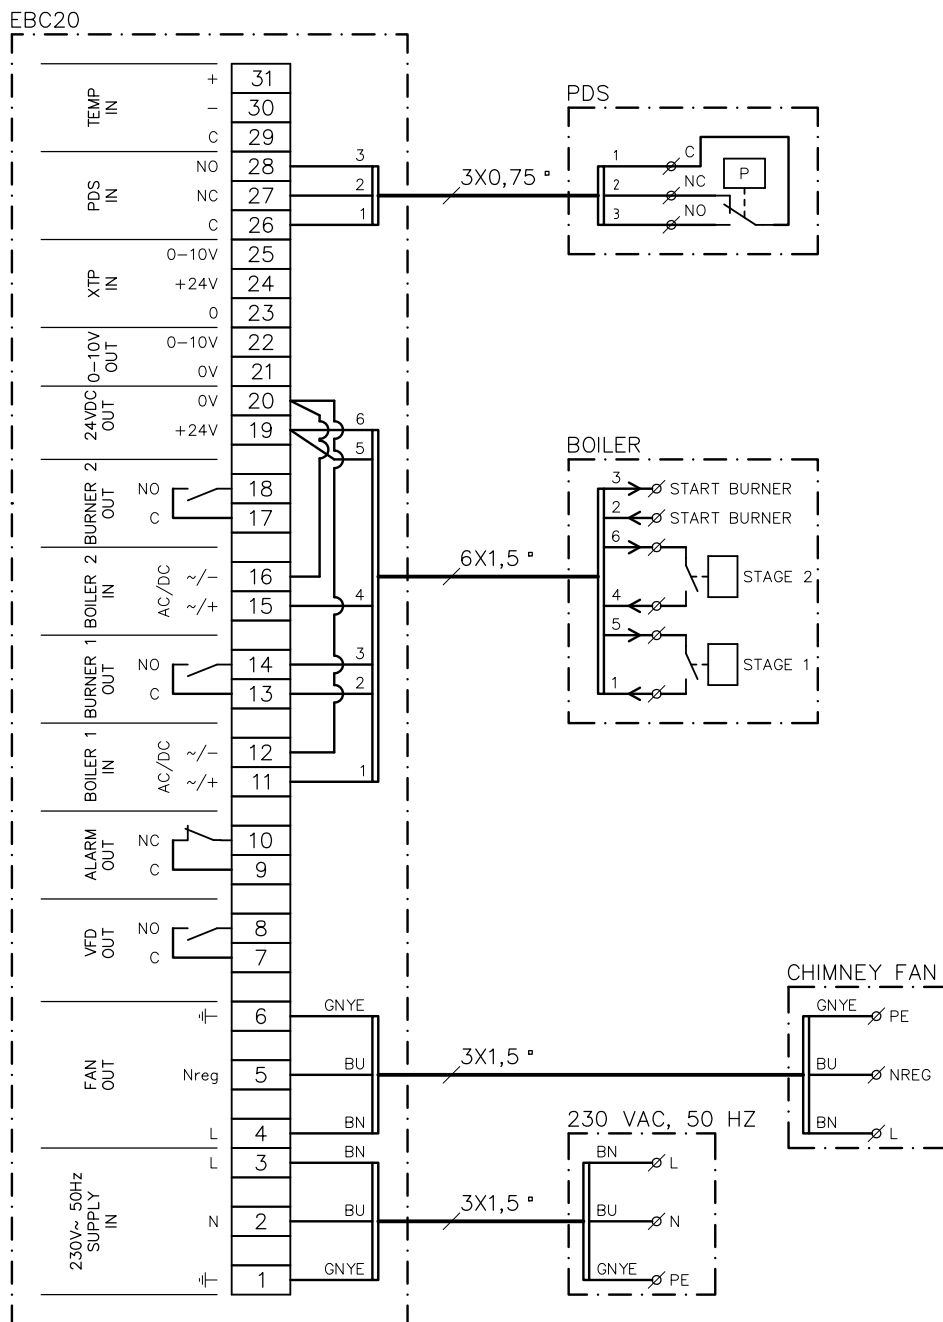 EBC20
TEMP
IN
+ 31
− 30
C 29
PDS
IN
NO 28 3
NC 27 2
C 26 1
XTP
IN
0−10V 25
+24V 24
0 23
0−10V
OUT
0−10V 22
0V 21
24VDC
OUT
0V 20
+24V 19 6
5
BURNER 2
OUT
NO 18
C 17
BOILER 2
IN
AC/DC
~/− 16
~/+ 15 4
BURNER 1
OUT
NO 14 3
C 13 2
BOILER 1
IN
AC/DC
~/− 12
~/+ 11 1
ALARM
OUT
NC 10
C 9
VFD
OUT
NO 8
C 7
FAN
OUT
6 GNYE
Nreg 5 BU
L 4 BN
230V~ 50Hz
SUPPLY
IN
L 3 BN
N 2 BU
1 GNYE
3X0,75 ▫
PDS
1 C
2 NC
3 NO
P
6X1,5 ▫
BOILER
3 START BURNER
2 START BURNER
6
STAGE 2
4
5
STAGE 1
1
3X1,5 ▫
CHIMNEY FAN
GNYE PE
BU NREG
BN L
3X1,5 ▫
230 VAC, 50 HZ
BN L
BU N
GNYE PE